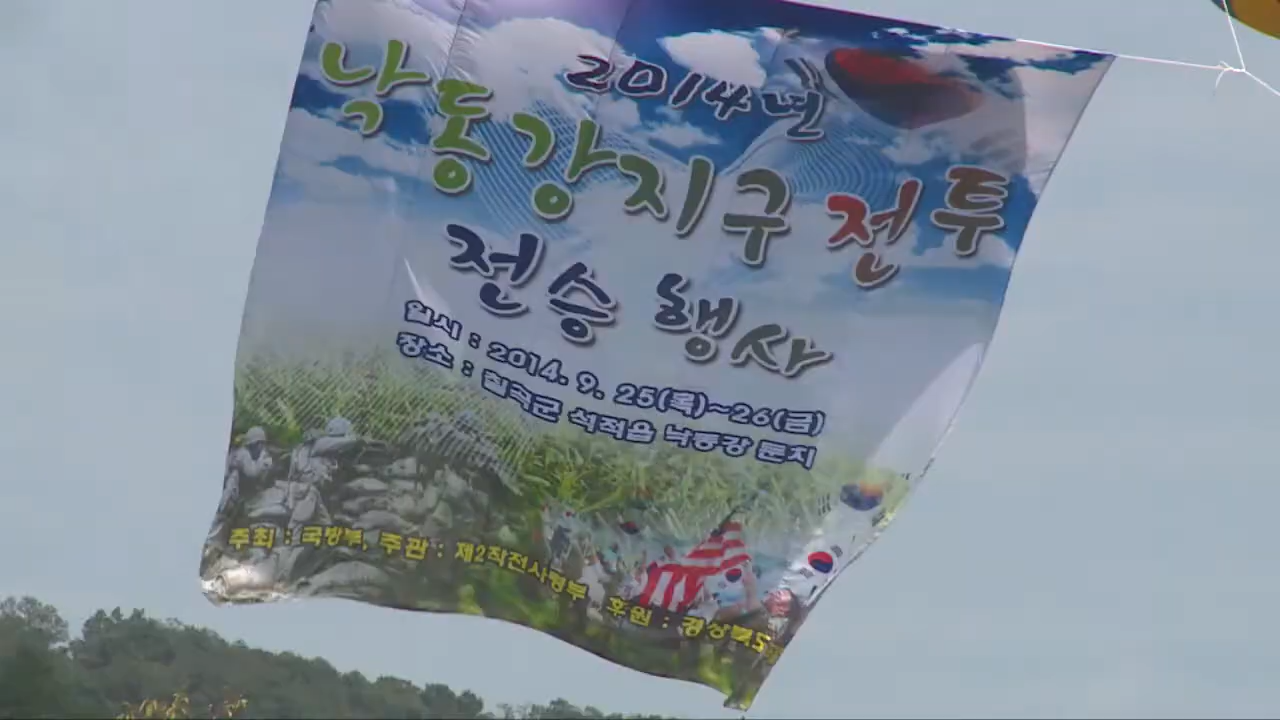 2014년
낙동강지구 전투
전승 행사
일시 : 2014. 9. 25(목)~26(금)
장소 : 칠곡군 석적읍 낙동강 둔치
주최 : 국방부, 주관 : 제2작전사령부 후원 : 경상북도